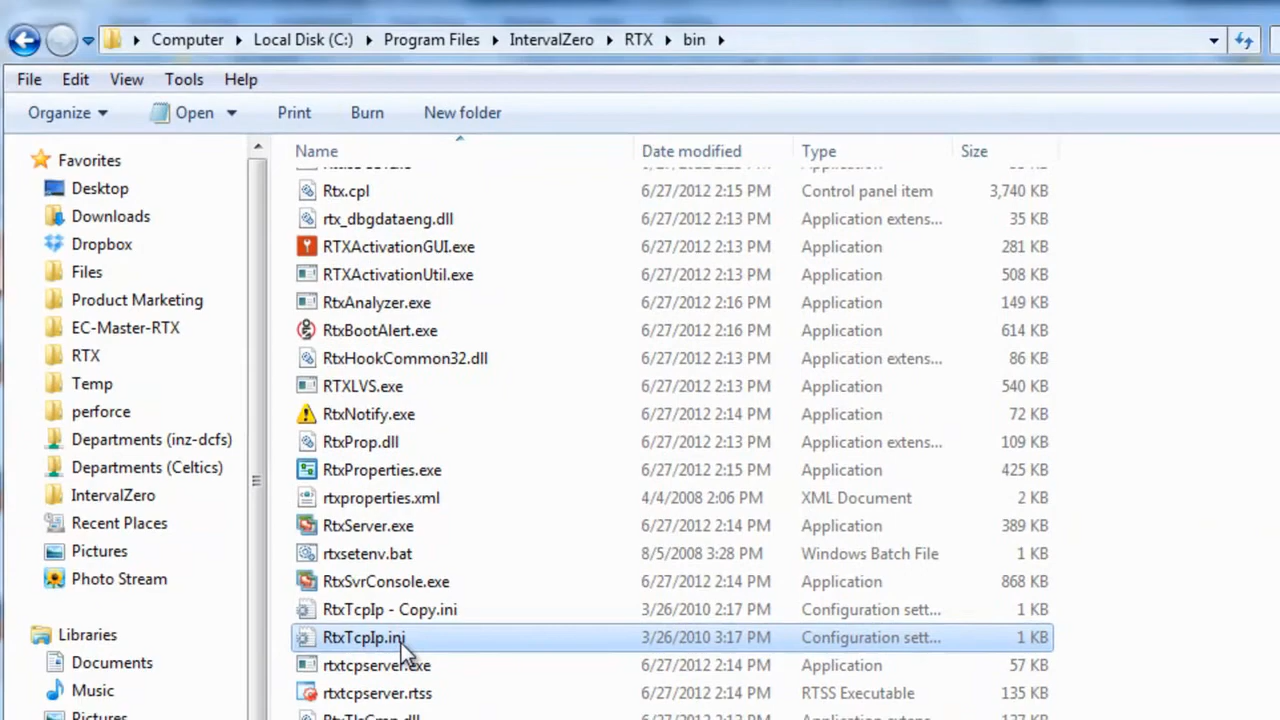 Computer Local Disk (C:) Program Files IntervalZero RTX bin
File Edit View Tools Help
Organize Open Print Burn New folder
Name Date modified Type Size
Favorites
Desktop
Downloads
Dropbox
Files
Product Marketing
EC-Master-RTX
RTX
Temp
perforce
Departments (inz-dcfs)
Departments (Celtics)
IntervalZero
Recent Places
Pictures
Photo Stream
Libraries
Documents
Music
Pictures
Rtx.cpl 6/27/2012 2:15 PM Control panel item 3,740 KB
rtx_dbgdataeng.dll 6/27/2012 2:13 PM Application extens... 35 KB
RTXActivationGUI.exe 6/27/2012 2:13 PM Application 281 KB
RTXActivationUtil.exe 6/27/2012 2:13 PM Application 508 KB
RtxAnalyzer.exe 6/27/2012 2:16 PM Application 149 KB
RtxBootAlert.exe 6/27/2012 2:16 PM Application 614 KB
RtxHookCommon32.dll 6/27/2012 2:13 PM Application extens... 86 KB
RTXLVS.exe 6/27/2012 2:13 PM Application 540 KB
RtxNotify.exe 6/27/2012 2:14 PM Application 72 KB
RtxProp.dll 6/27/2012 2:13 PM Application extens... 109 KB
RtxProperties.exe 6/27/2012 2:15 PM Application 425 KB
rtxproperties.xml 4/4/2008 2:06 PM XML Document 2 KB
RtxServer.exe 6/27/2012 2:14 PM Application 389 KB
rtxsetenv.bat 8/5/2008 3:28 PM Windows Batch File 1 KB
RtxSvrConsole.exe 6/27/2012 2:14 PM Application 868 KB
RtxTcpIp - Copy.ini 3/26/2010 2:17 PM Configuration sett... 1 KB
RtxTcpIp.ini 3/26/2010 3:17 PM Configuration sett... 1 KB
rtxtcpserver.exe 6/27/2012 2:14 PM Application 57 KB
rtxtcpserver.rtss 6/27/2012 2:14 PM RTSS Executable 135 KB